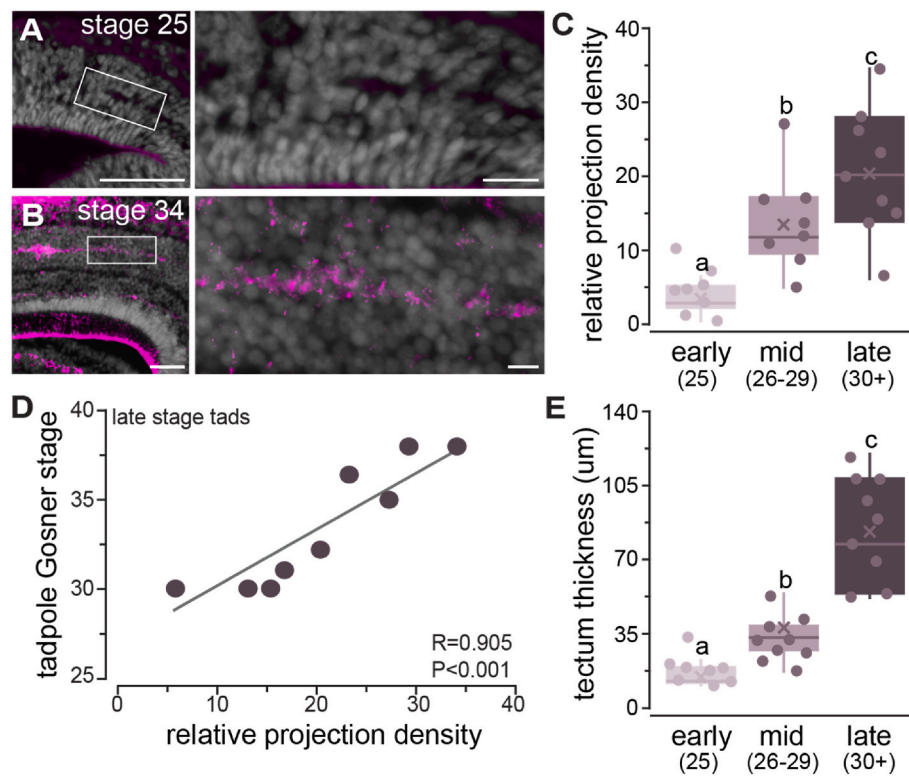 A
stage 25
B
stage 34
C
relative projection density
40
30
20
10
0
a
b
c
early
mid
late
(25)
(26-29)
(30+)
D
late stage tads
tadpole Gosner stage
40
35
30
25
R=0.905
P<0.001
0
10
20
30
40
relative projection density
E
tectum thickness (um)
140
105
70
35
0
a
b
c
early
mid
late
(25)
(26-29)
(30+)